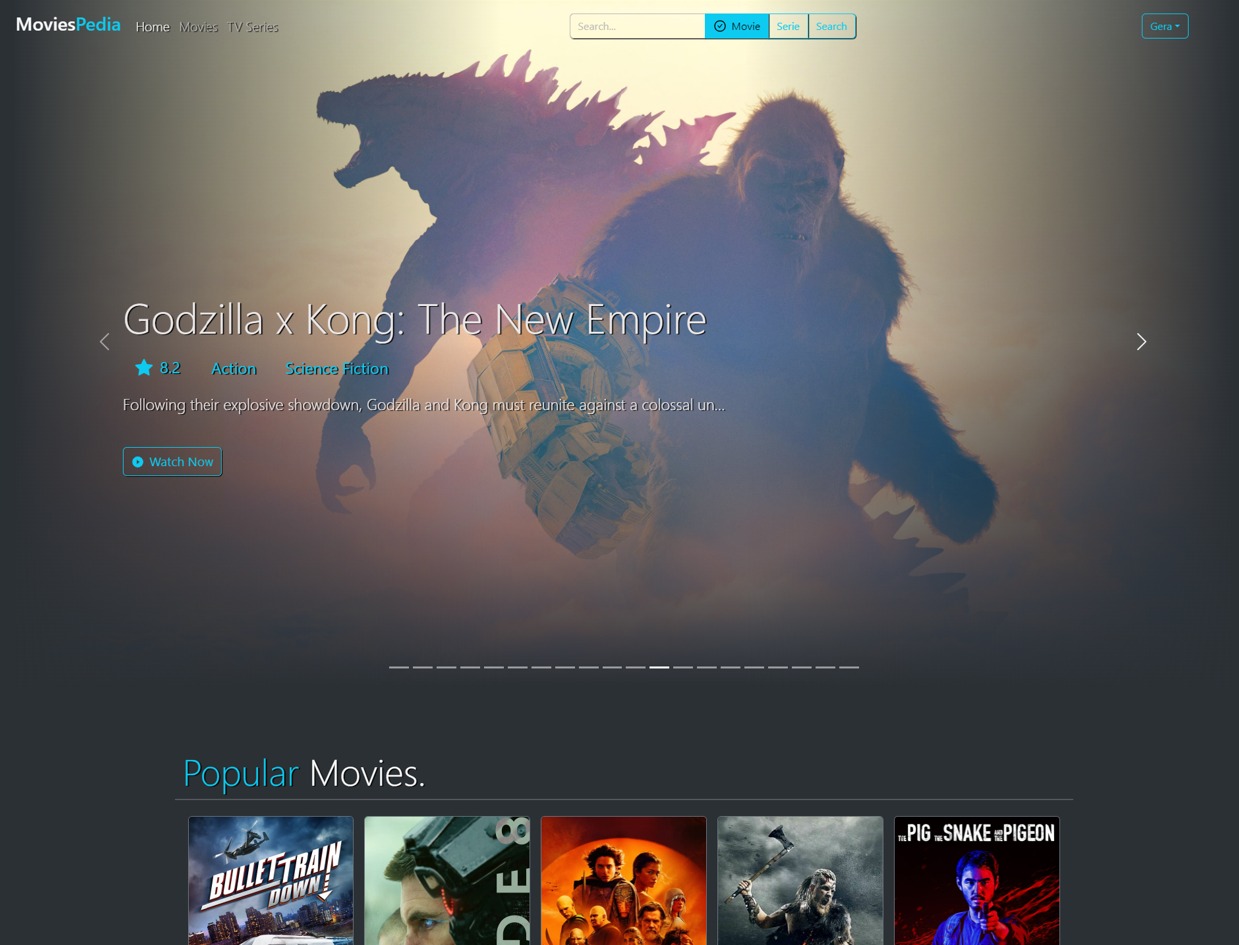 MoviesPedia Home Movies TV Series Search... Movie Serie Search Gera
Godzilla x Kong: The New Empire
8.2 Action Science Fiction
Following their explosive showdown, Godzilla and Kong must reunite against a colossal un...
Watch Now
Popular Movies.
BULLET TRAIN
DOWN
DE8
THE PIG THE SNAKE AND THE PIGEON